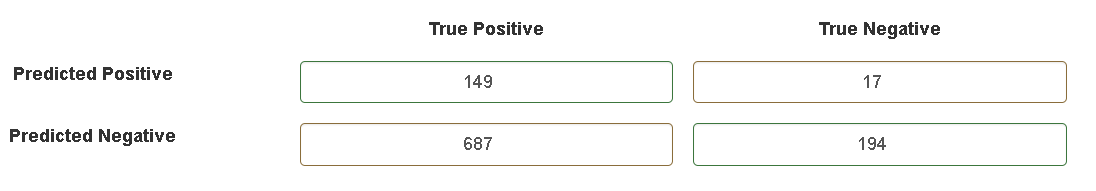 True Positive True Negative
Predicted Positive 149 17
Predicted Negative 687 194